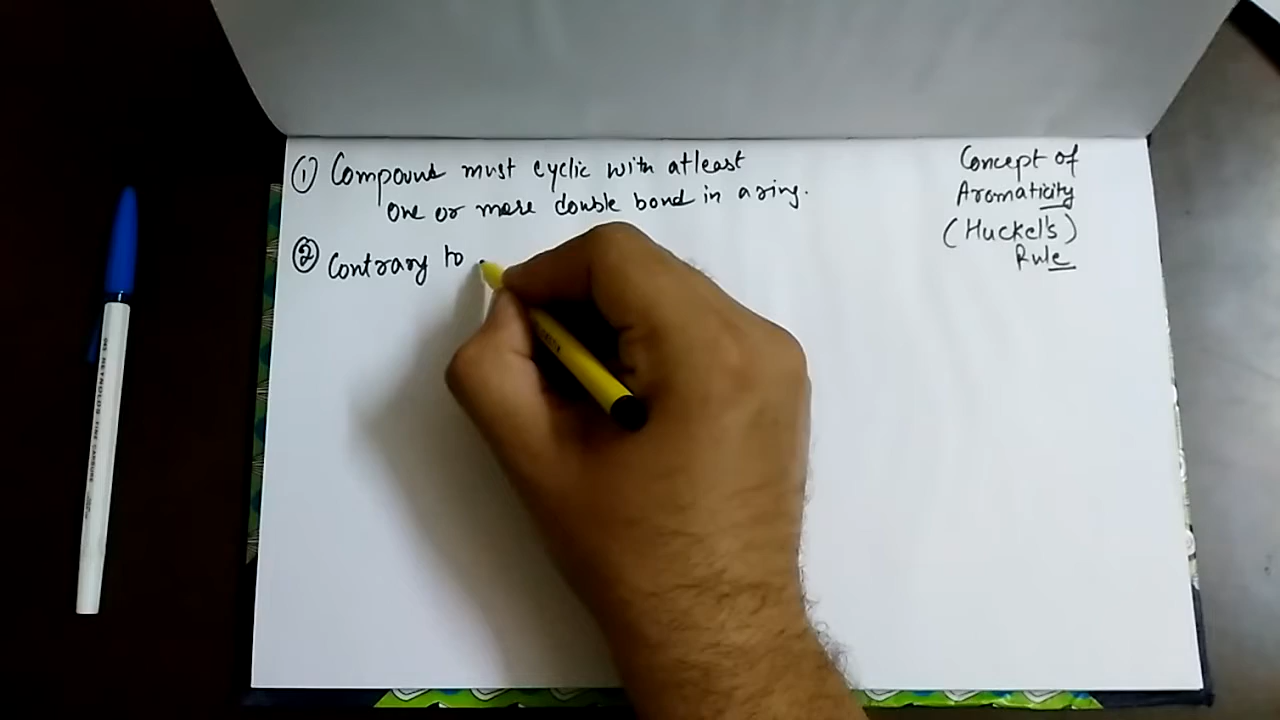 ① Compound must cyclic with atleast
one or more double bond in a ring.
② Contrary to
Concept of
Aromaticity
(Huckel's)
Rule